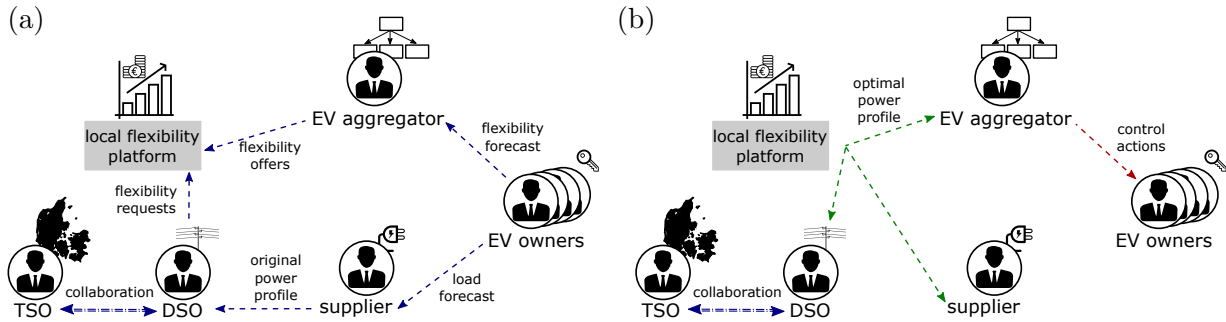 (a)
€
EV aggregator
local flexibility
platform
flexibility
offers
flexibility
forecast
flexibility
requests
EV owners
original
power
profile
load
forecast
collaboration
TSO
DSO
supplier
(b)
€
optimal
power
profile
EV aggregator
local flexibility
platform
control
actions
EV owners
collaboration
TSO
DSO
supplier